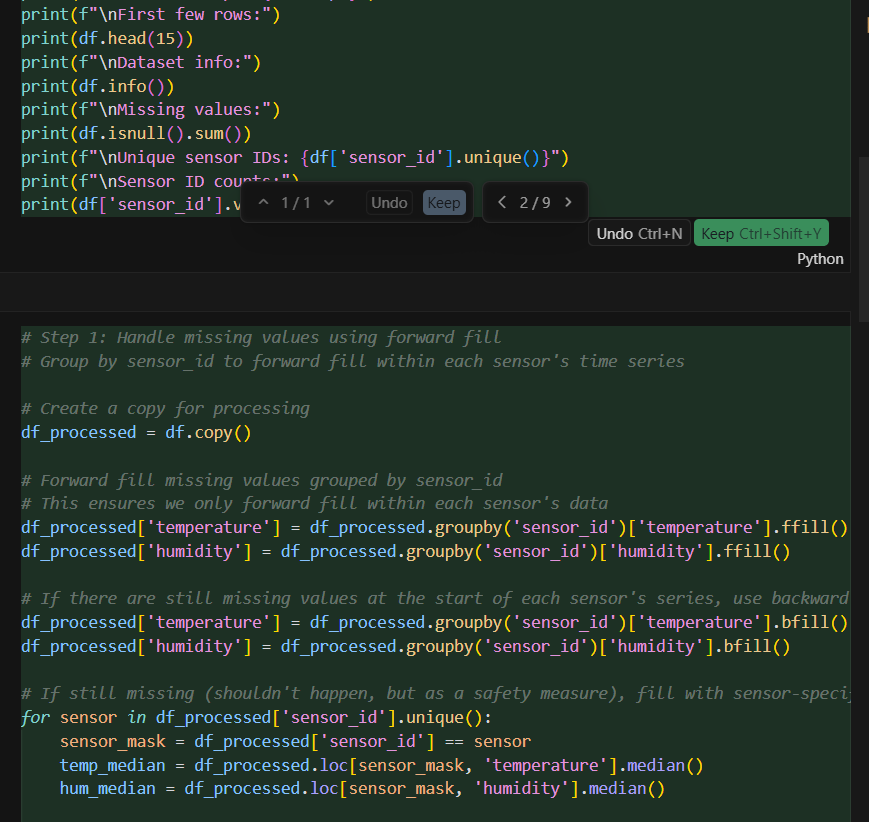 print(f"\nFirst few rows:")
print(df.head(15))
print(f"\nDataset info:")
print(df.info())
print(f"\nMissing values:")
print(df.isnull().sum())
print(f"\nUnique sensor IDs: {df['sensor_id'].unique()}")
print(f"\nSensor ID counts:")
print(df['sensor_id'].v
1/1
Undo
Keep
2/9
Undo Ctrl+N
Keep Ctrl+Shift+Y
Python
# Step 1: Handle missing values using forward fill
# Group by sensor_id to forward fill within each sensor's time series
# Create a copy for processing
df_processed = df.copy()
# Forward fill missing values grouped by sensor_id
# This ensures we only forward fill within each sensor's data
df_processed['temperature'] = df_processed.groupby('sensor_id')['temperature'].ffill()
df_processed['humidity'] = df_processed.groupby('sensor_id')['humidity'].ffill()
# If there are still missing values at the start of each sensor's series, use backward
df_processed['temperature'] = df_processed.groupby('sensor_id')['temperature'].bfill()
df_processed['humidity'] = df_processed.groupby('sensor_id')['humidity'].bfill()
# If still missing (shouldn't happen, but as a safety measure), fill with sensor-speci
for sensor in df_processed['sensor_id'].unique():
    sensor_mask = df_processed['sensor_id'] == sensor
    temp_median = df_processed.loc[sensor_mask, 'temperature'].median()
    hum_median = df_processed.loc[sensor_mask, 'humidity'].median()